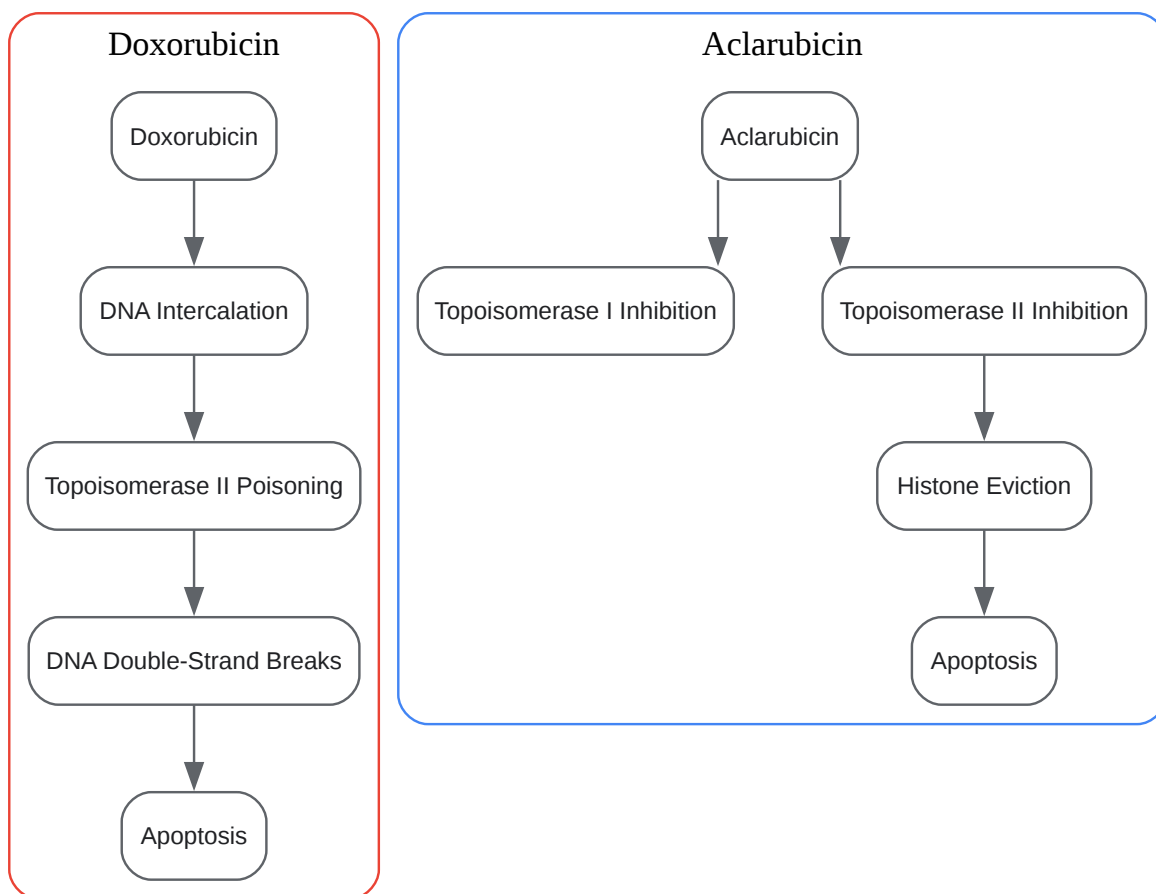 Doxorubicin
Doxorubicin
DNA Intercalation
Topoisomerase II Poisoning
DNA Double-Strand Breaks
Apoptosis
Aclarubicin
Aclarubicin
Topoisomerase I Inhibition
Topoisomerase II Inhibition
Histone Eviction
Apoptosis